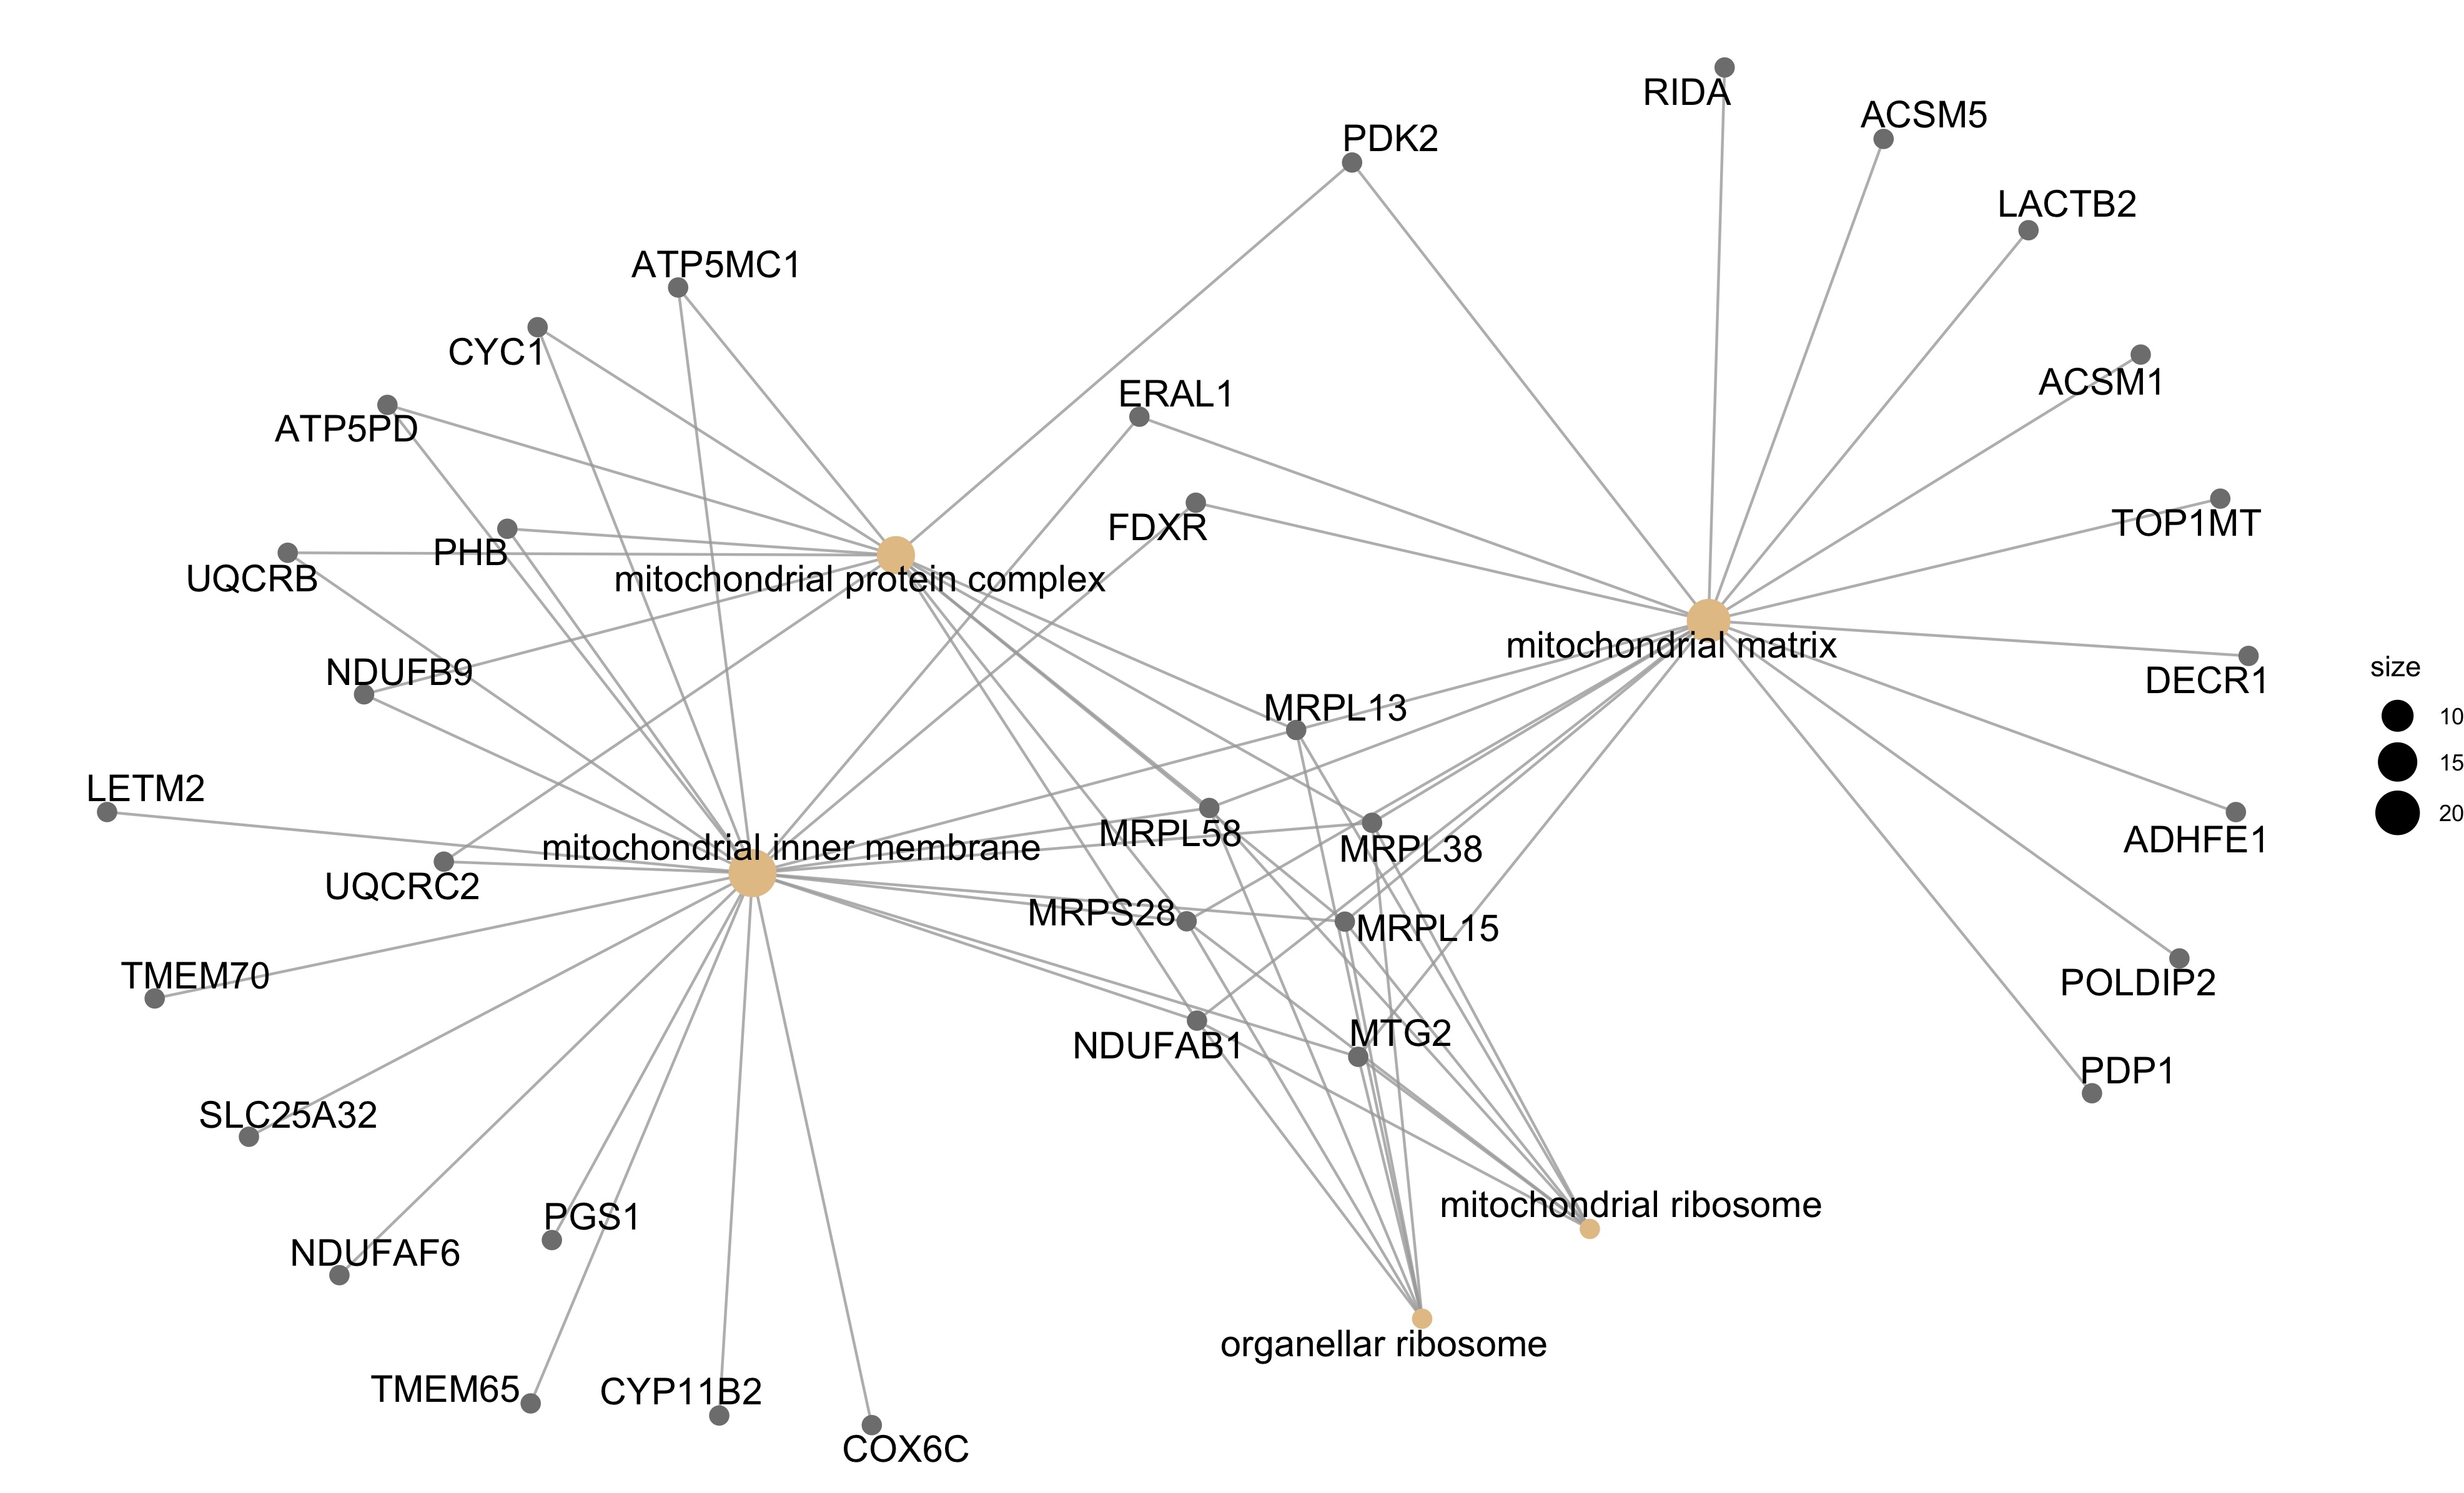 RIDA
ACSM5
PDK2
LACTB2
ATP5MC1
CYC1
ERAL1
ACSM1
ATP5PD
FDXR
TOP1MT
PHB
UQCRB
mitochondrial protein complex
mitochondrial matrix
size
NDUFB9
DECR1
MRPL13
10
15
LETM2
20
MRPL58
ADHFE1
mitochondrial inner membrane
MRPL38
UQCRC2
MRPS28
MRPL15
TMEM70
POLDIP2
MTG2
NDUFAB1
PDP1
SLC25A32
mitochondrial ribosome
PGS1
NDUFAF6
organellar ribosome
TMEM65
CYP11B2
COX6C